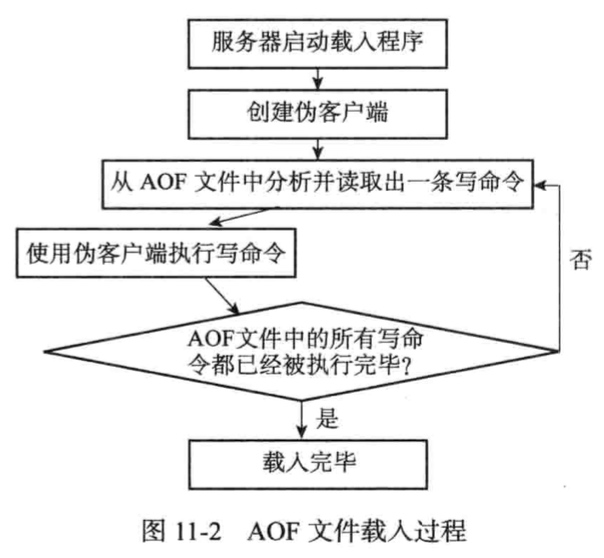 服务器启动载入程序
创建伪客户端
从 AOF 文件中分析并读取出一条写命令
使用伪客户端执行写命令
否
AOF文件中的所有写命
令都已经被执行完毕？
是
载入完毕
图 11-2 AOF 文件载入过程